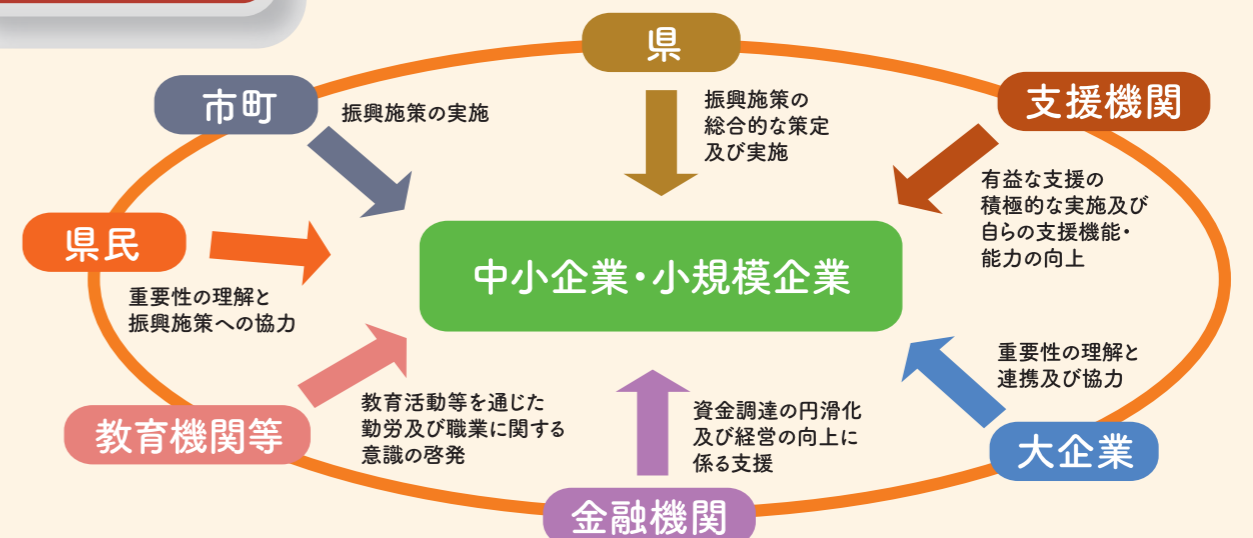 県
振興施策の
総合的な策定
及び実施
支援機関
有益な支援の
積極的な実施及び
自らの支援機能・
能力の向上
市町
振興施策の実施
県民
重要性の理解と
振興施策への協力
中小企業・小規模企業
重要性の理解と
連携及び協力
大企業
教育機関等
教育活動等を通じた
勤労及び職業に関する
意識の啓発
資金調達の円滑化
及び経営の向上に
係る支援
金融機関